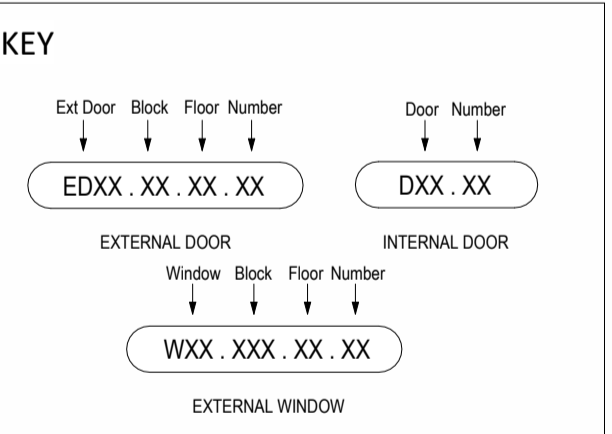 KEY
Ext Door Block Floor Number
Door Number
EDXX . XX . XX . XX
DXX . XX
EXTERNAL DOOR
INTERNAL DOOR
Window Block Floor Number
WXX . XXX . XX . XX
EXTERNAL WINDOW